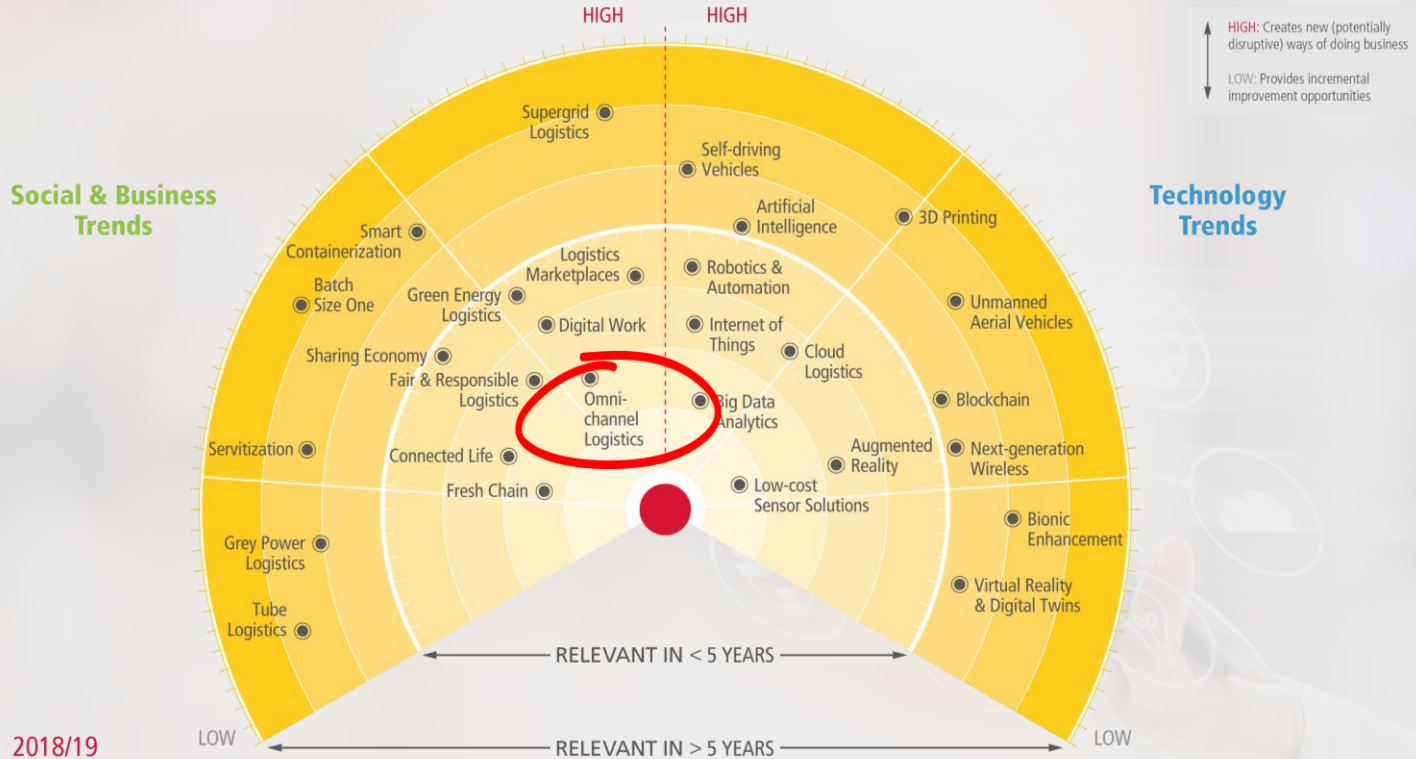 HIGH
HIGH
HIGH: Creates new (potentially
disruptive) ways of doing business
LOW: Provides incremental
improvement opportunities
Social & Business
Trends
Technology
Trends
Supergrid
Logistics
Self-driving
Vehicles
Smart
Containerization
Artificial
Intelligence
3D Printing
Batch
Size One
Logistics
Marketplaces
Robotics &
Automation
Green Energy
Logistics
Unmanned
Aerial Vehicles
Digital Work
Internet of
Things
Sharing Economy
Cloud
Logistics
Fair & Responsible
Logistics
Omni-
channel
Logistics
Big Data
Analytics
Blockchain
Servitization
Connected Life
Augmented
Reality
Next-generation
Wireless
Fresh Chain
Low-cost
Sensor Solutions
Grey Power
Logistics
Bionic
Enhancement
Tube
Logistics
Virtual Reality
& Digital Twins
RELEVANT IN < 5 YEARS
2018/19
LOW
RELEVANT IN > 5 YEARS
LOW